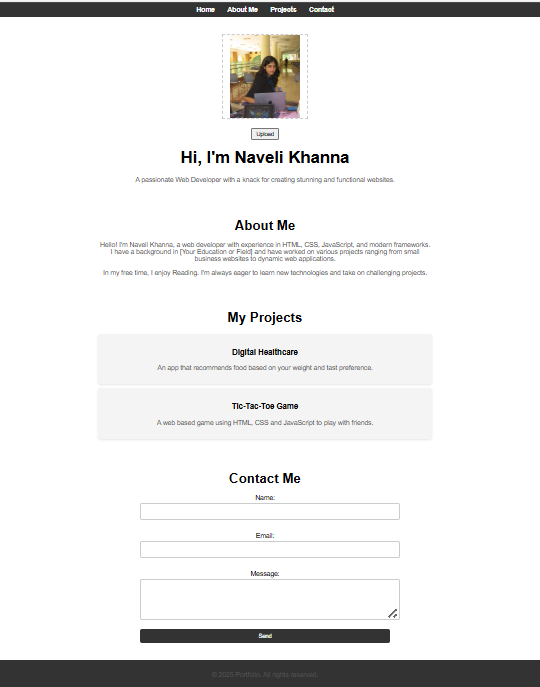 Home About Me Projects Contact
Upload
Hi, I'm Naveli Khanna
A passionate Web Developer with a knack for creating stunning and functional websites.
About Me
Hello! I'm Naveli Khanna, a web developer with experience in HTML, CSS, JavaScript, and modern frameworks.
I have a background in [Your Education or Field] and have worked on various projects ranging from small
business websites to dynamic web applications.
In my free time, I enjoy Reading. I'm always eager to learn new technologies and take on challenging projects.
My Projects
Digital Healthcare
An app that recommends food based on your weight and tast preference.
Tic-Tac-Toe Game
A web based game using HTML, CSS and JavaScript to play with friends.
Contact Me
Name:
Email:
Message:
Send
© 2025 Portfolio. All rights reserved.